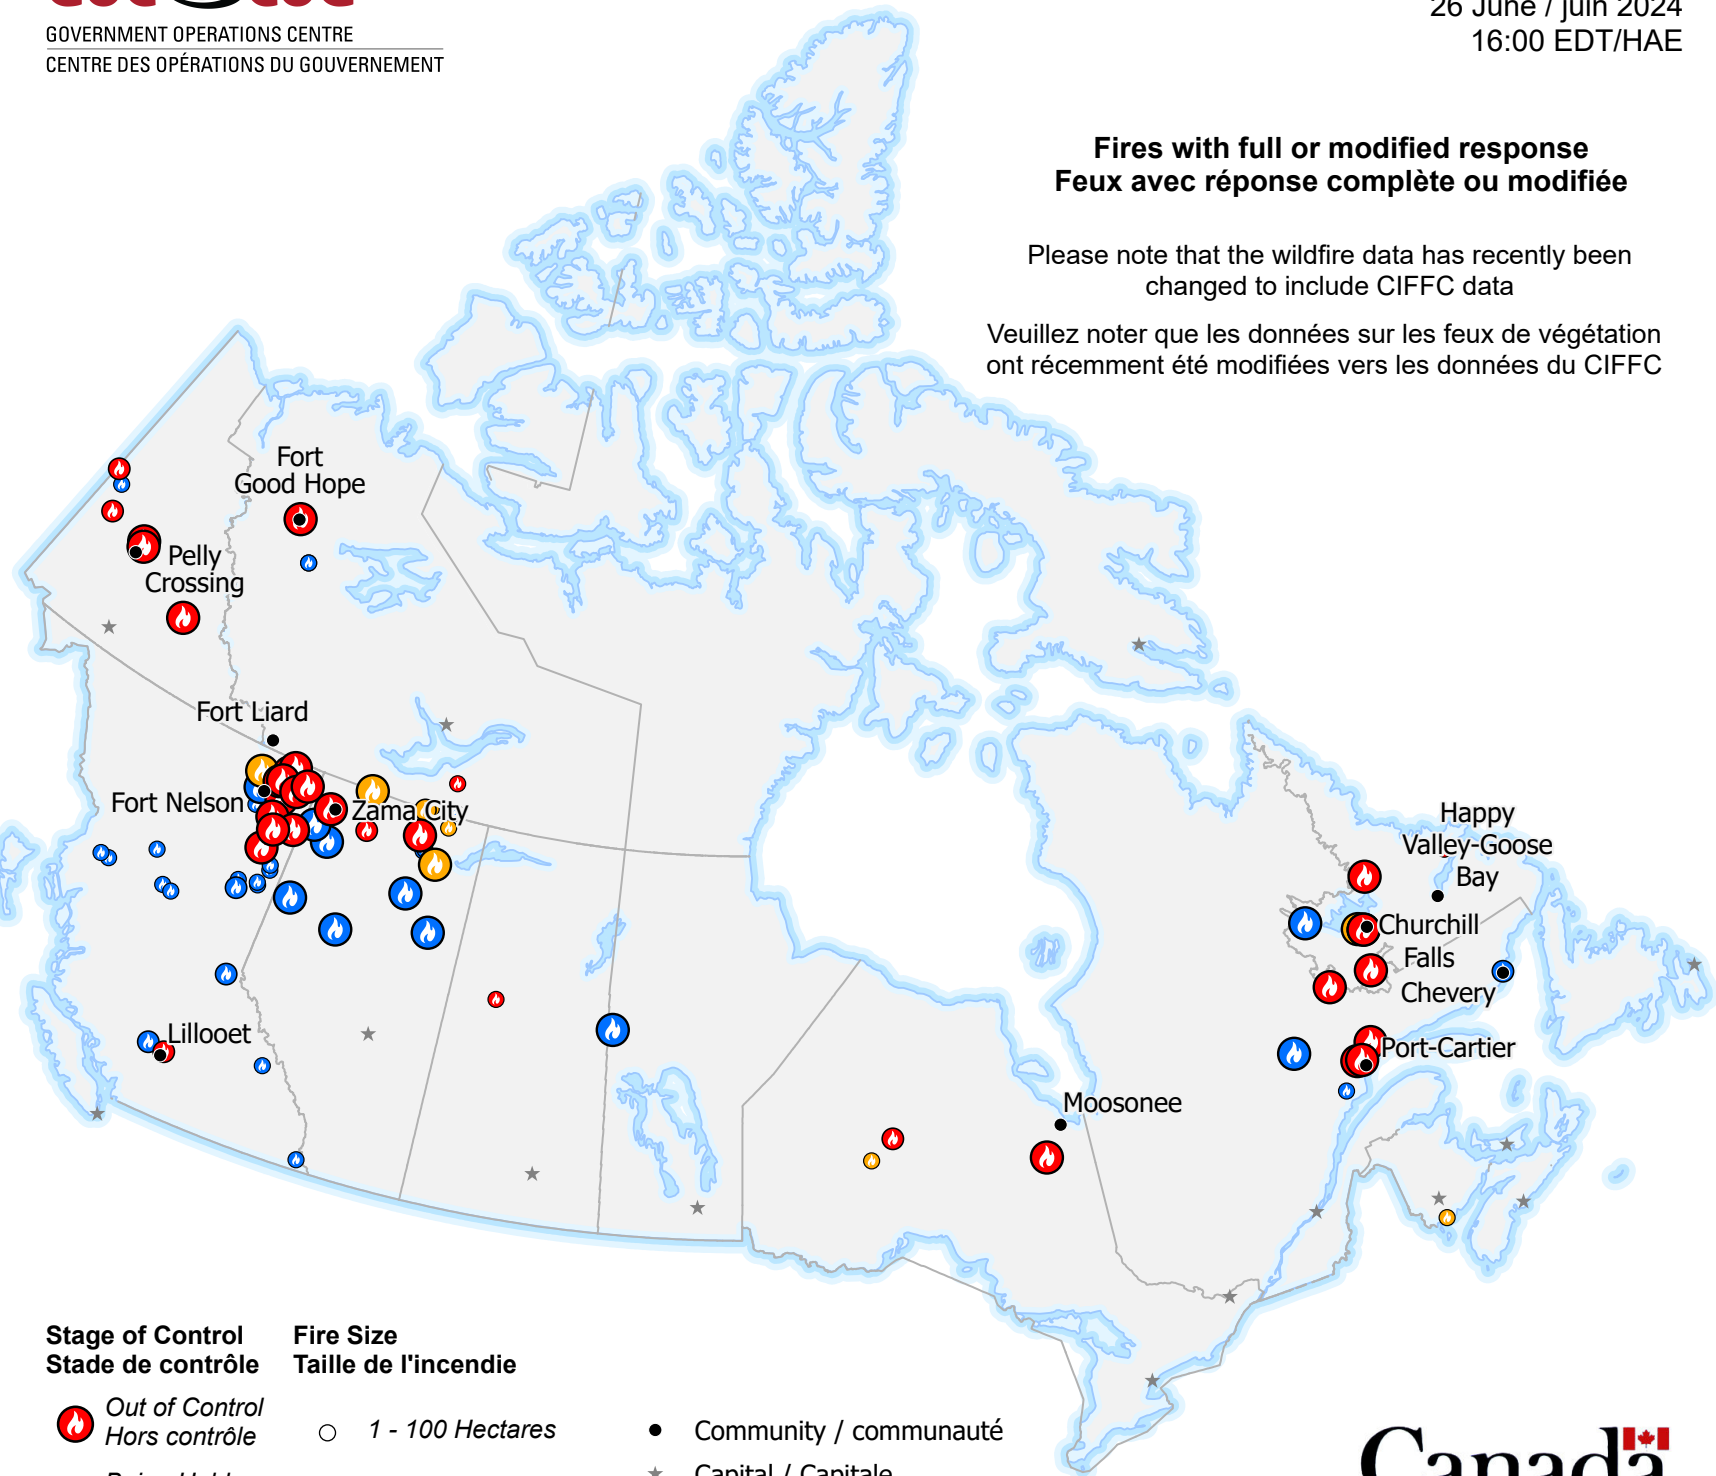 GOVERNMENT OPERATIONS CENTRE
CENTRE DES OPÉRATIONS DU GOUVERNEMENT
26 June / juin 2024
16:00 EDT/HAE
Fires with full or modified response
Feux avec réponse complète ou modifiée
Please note that the wildfire data has recently been
changed to include CIFFC data
Veuillez noter que les données sur les feux de végétation
ont récemment été modifiées vers les données du CIFFC
Fort
Good Hope
Pelly
Crossing
Fort Liard
Fort Nelson
Zama City
Happy
Valley-Goose
Bay
Churchill
Falls
Chevery
Lillooet
Port-Cartier
Moosonee
Stage of Control
Stade de contrôle
Fire Size
Taille de l'incendie
Out of Control
Hors contrôle
1 - 100 Hectares
Community / communauté
Capital / Capitale
Canada